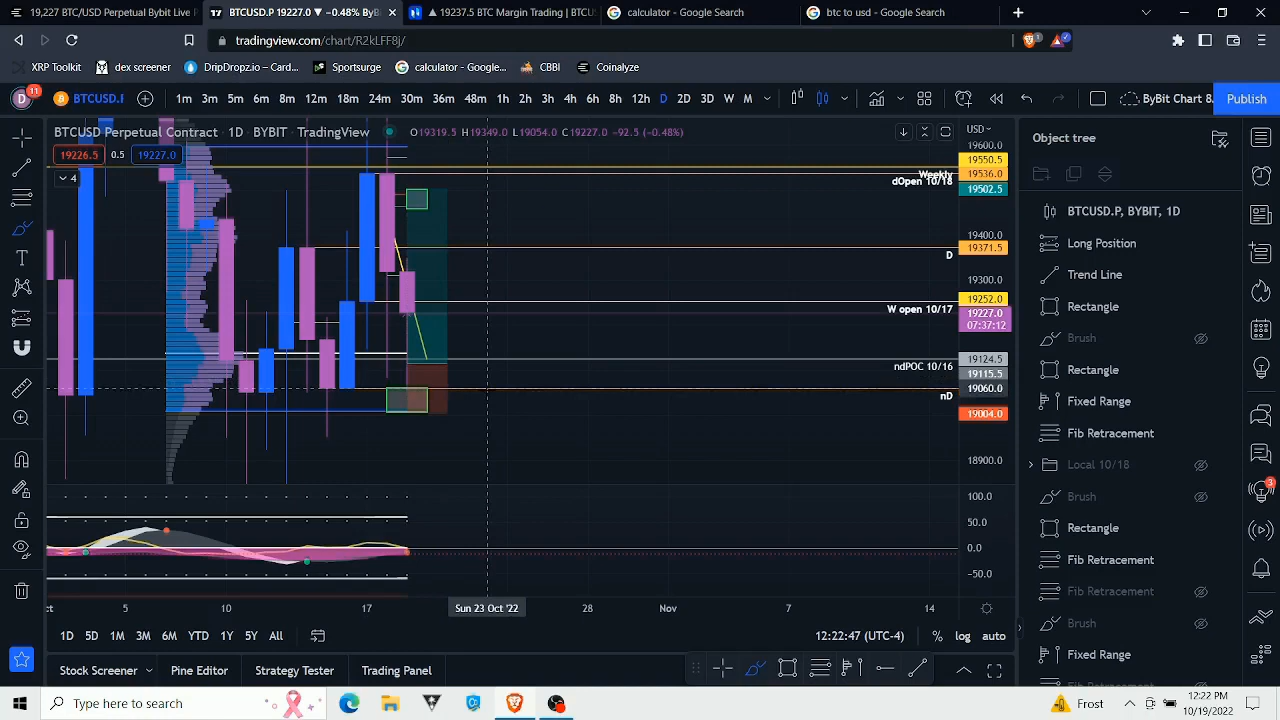 19,227 BTC/USDT Bybit Live P
BTCUSD.P 19227.0 ▼ −0.48% ByB
▲ 19237.5 BTC Margin Trading | BTCUS
calculator - Google Search
btc to usd - Google Search
tradingview.com/chart/R2kLFF8j/
XRP Toolkit
dex screener
DripDropz.io – Card...
Sportsurge
calculator - Google...
CBBI
Coinalyze
D 11
BTCUSD.P
1m 3m 5m 6m 8m 12m 18m 24m 30m 36m 48m 1h 2h 3h 4h 6h 8h 12h D 2D 3D W M
ByBit Chart 8.
Publish
BTCUSD Perpetual Contract · 1D · BYBIT · TradingView
O19319.5 H19349.0 L19054.0 C19227.0 −92.5 (−0.48%)
USD
19226.5 0.5 19227.0
4
19600.0
19550.5
Weekly 19536.0
dOpen 10/18
19502.5
19400.0
19371.5
D
19300.0
19252.0
W open 10/17
19227.0
07:37:12
19124.5
ndPOC 10/16
19115.5
19060.0
nD
19004.0
18900.0
100.0
50.0
0.0
−50.0
ct 5 10 17 Sun 23 Oct '22 28 Nov 7 14
1D 5D 1M 3M 6M YTD 1Y 5Y All
12:22:47 (UTC-4)
% log auto
Stock Screener
Pine Editor
Strategy Tester
Trading Panel
Object tree
BTCUSD.P, BYBIT, 1D
Long Position
Trend Line
Rectangle
Brush
Rectangle
Fixed Range
Fib Retracement
Local 10/18
Brush
Rectangle
Fib Retracement
Fib Retracement
Brush
Fixed Range
3
Type here to search
Frost
12:22 PM
10/19/2022